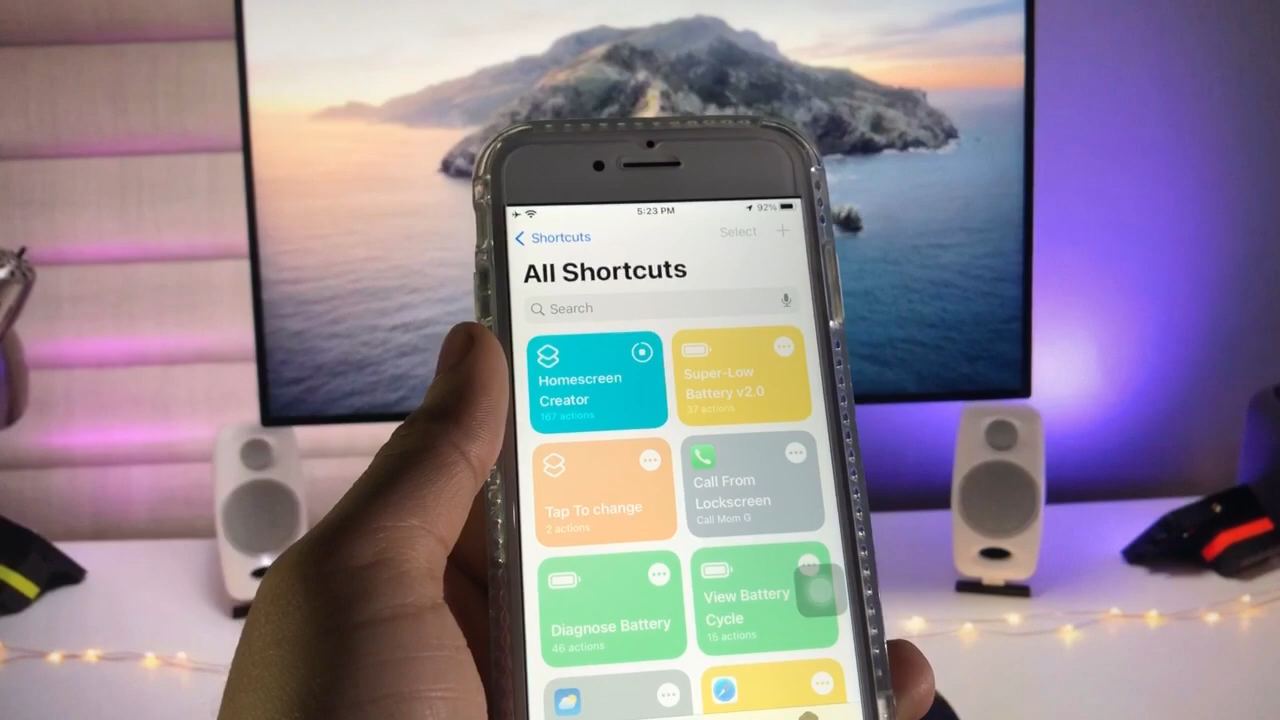 5:23 PM
92%
Shortcuts
Select
All Shortcuts
Search
Homescreen
Creator
167 actions
Super-Low
Battery v2.0
37 actions
Tap To change
2 actions
Call From
Lockscreen
Call Mom G
Diagnose Battery
46 actions
View Battery
Cycle
15 actions